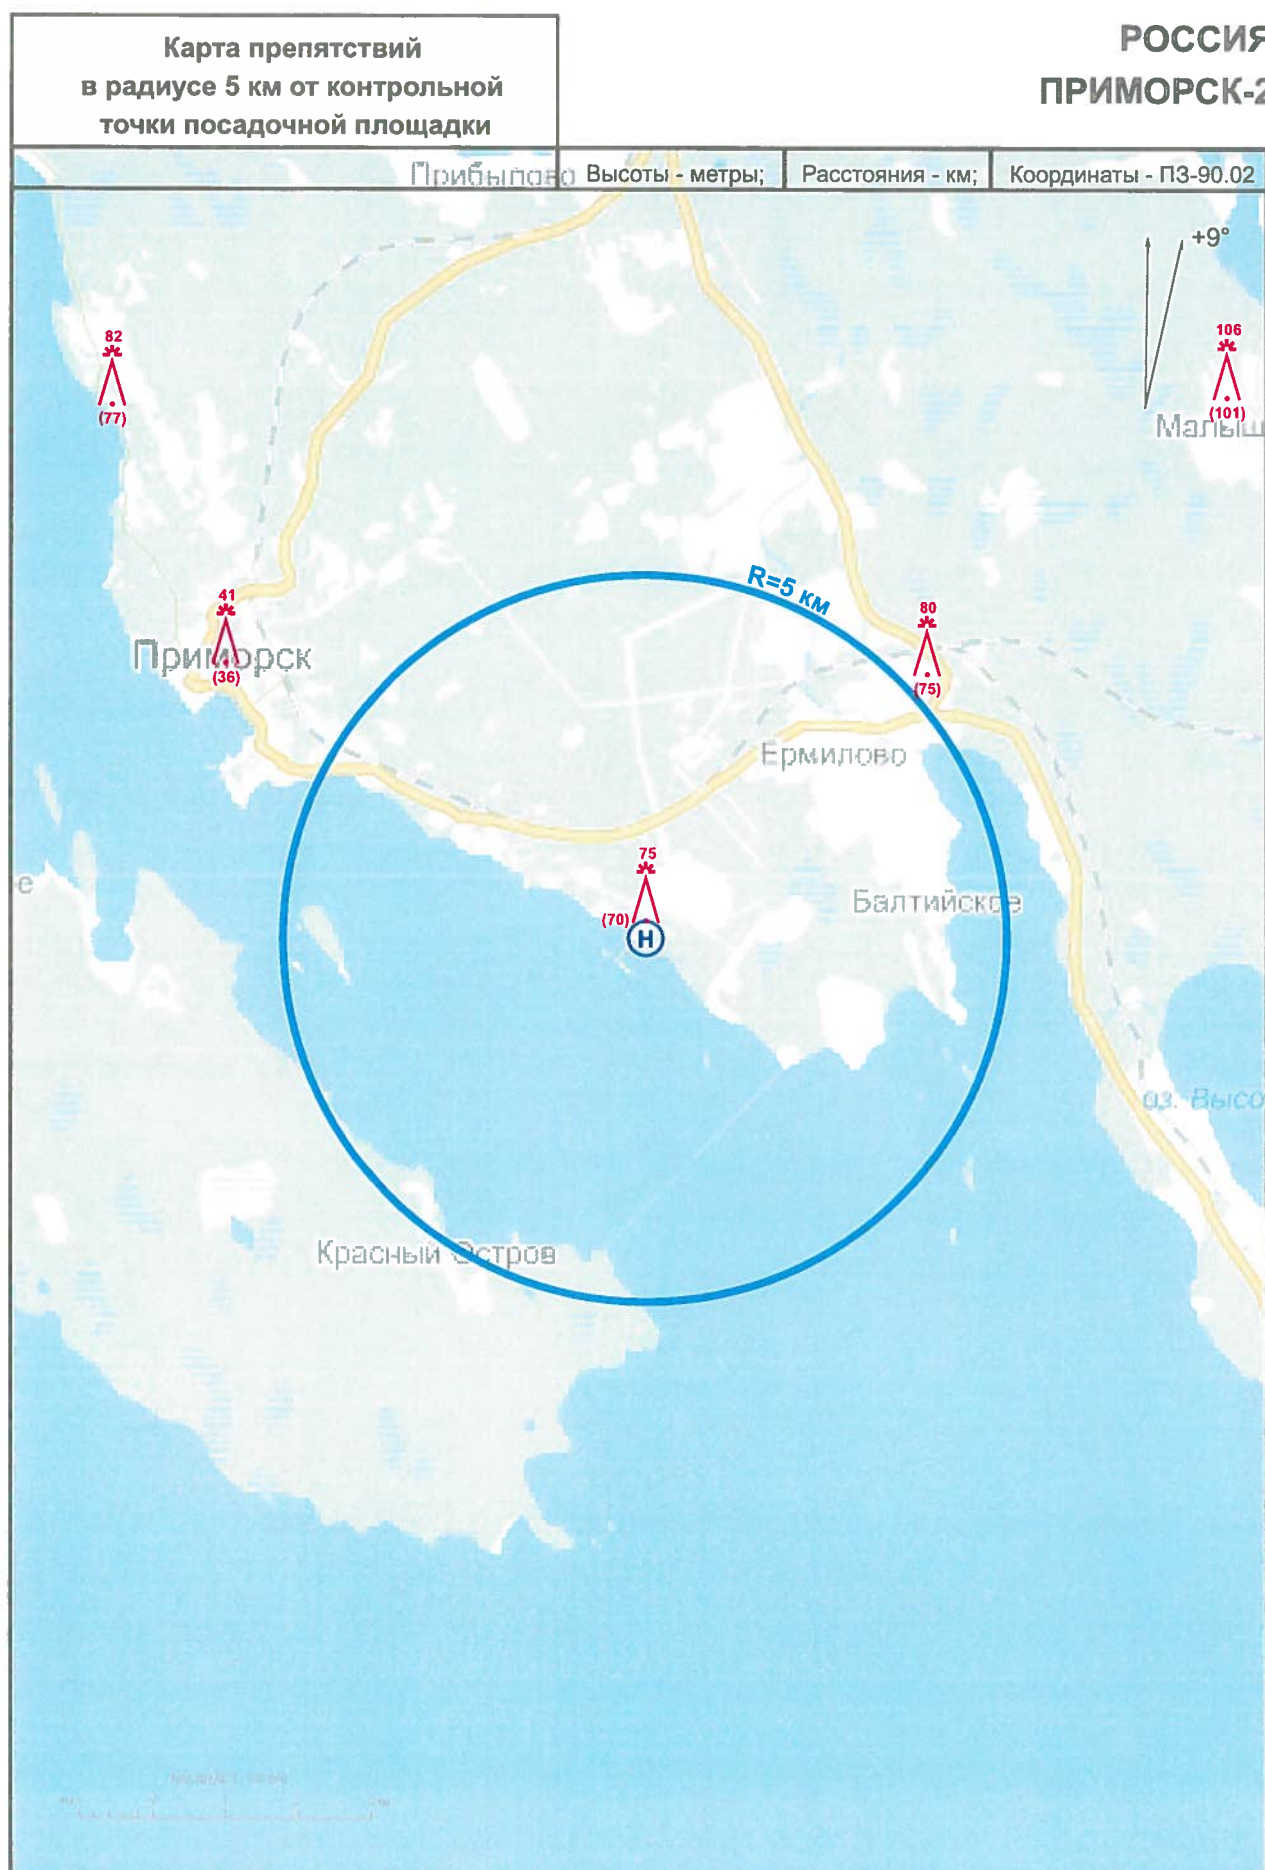 Карта препятствий
в радиусе 5 км от контрольной
точки посадочной площадки
РОССИЯ
ПРИМОРСК-2
Прибылово
Высоты - метры;
Расстояния - км;
Координаты - ПЗ-90.02
+9°
82
(77)
106
(101)
Малыш
R=5 км
41
Приморск
(36)
80
(75)
Ермилово
75
(70)
H
е
Балтийское
оз. Высо
Красный Остров